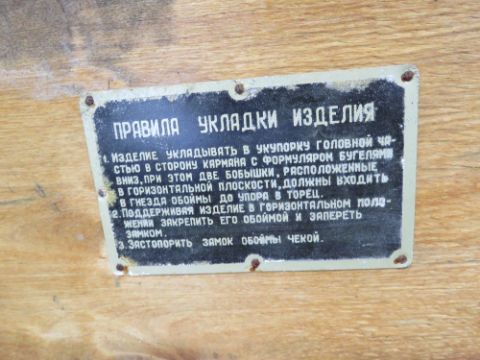 ПРАВИЛА УКЛАДКИ ИЗДЕЛИЯ
1. ИЗДЕЛИЕ УКЛАДЫВАТЬ В УКУПОРКУ ГОЛОВНОЙ ЧА-
СТЬЮ В СТОРОНУ КАРМАНА С ФОРМУЛЯРОМ БУГЕЛЯМИ
ВНИЗ, ПРИ ЭТОМ ДВЕ БОБЫШКИ, РАСПОЛОЖЕННЫЕ
В ГОРИЗОНТАЛЬНОЙ ПЛОСКОСТИ, ДОЛЖНЫ ВХОДИТЬ
В ГНЕЗДА ОБОЙМЫ ДО УПОРА В ТОРЕЦ.
2. ПОДДЕРЖИВАЯ ИЗДЕЛИЕ В ГОРИЗОНТАЛЬНОМ ПОЛО-
ЖЕНИИ ЗАКРЕПИТЬ ЕГО ОБОЙМОЙ И ЗАПЕРЕТЬ
ЗАМКОМ.
3. ЗАСТОПОРИТЬ ЗАМОК ОБОЙМЫ ЧЕКОЙ.